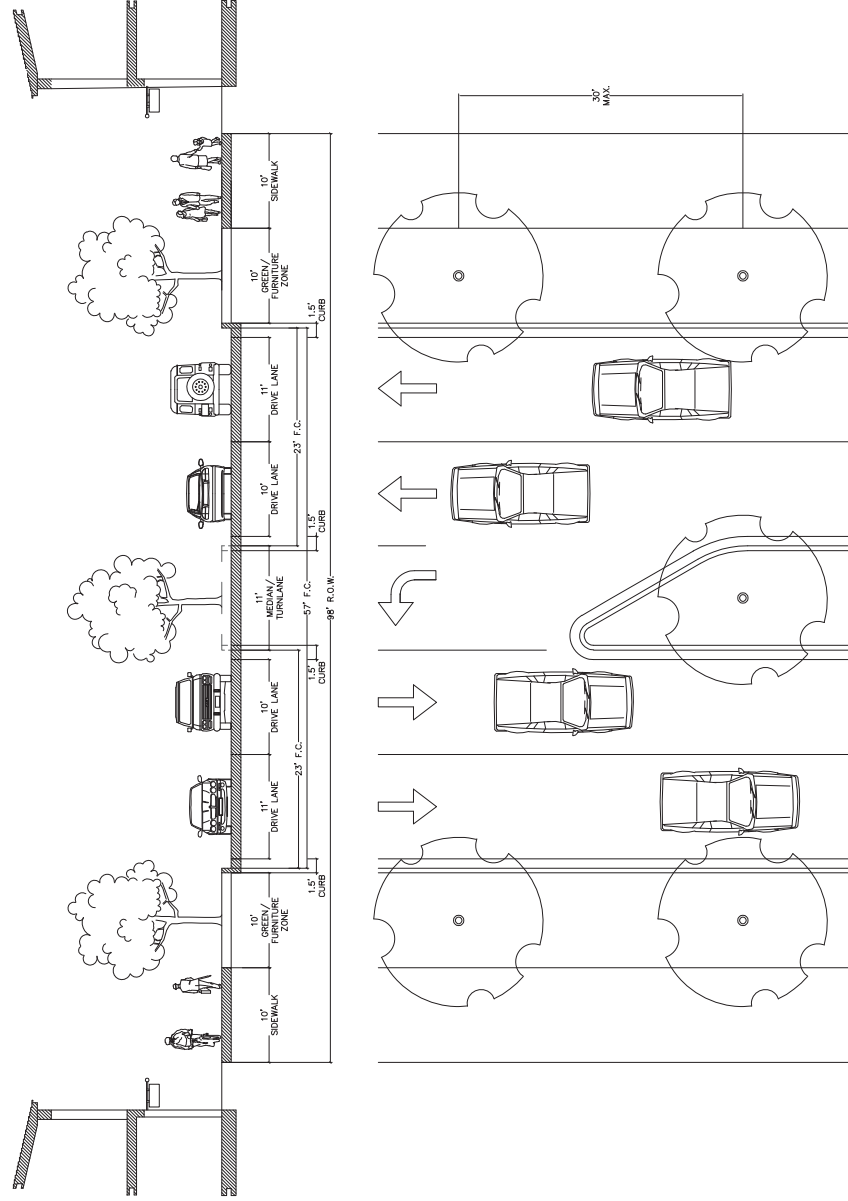 10'
SIDEWALK
10'
GREEN/
FURNITURE
ZONE
1.5'
CURB
11'
DRIVE LANE
10'
DRIVE LANE
1.5'
CURB
11'
MEDIAN/
TURNLANE
1.5'
CURB
10'
DRIVE LANE
11'
DRIVE LANE
1.5'
CURB
10'
GREEN/
FURNITURE
ZONE
10'
SIDEWALK
23' F.C.
23' F.C.
57' F.C.
98' R.O.W.
30'
MAX.